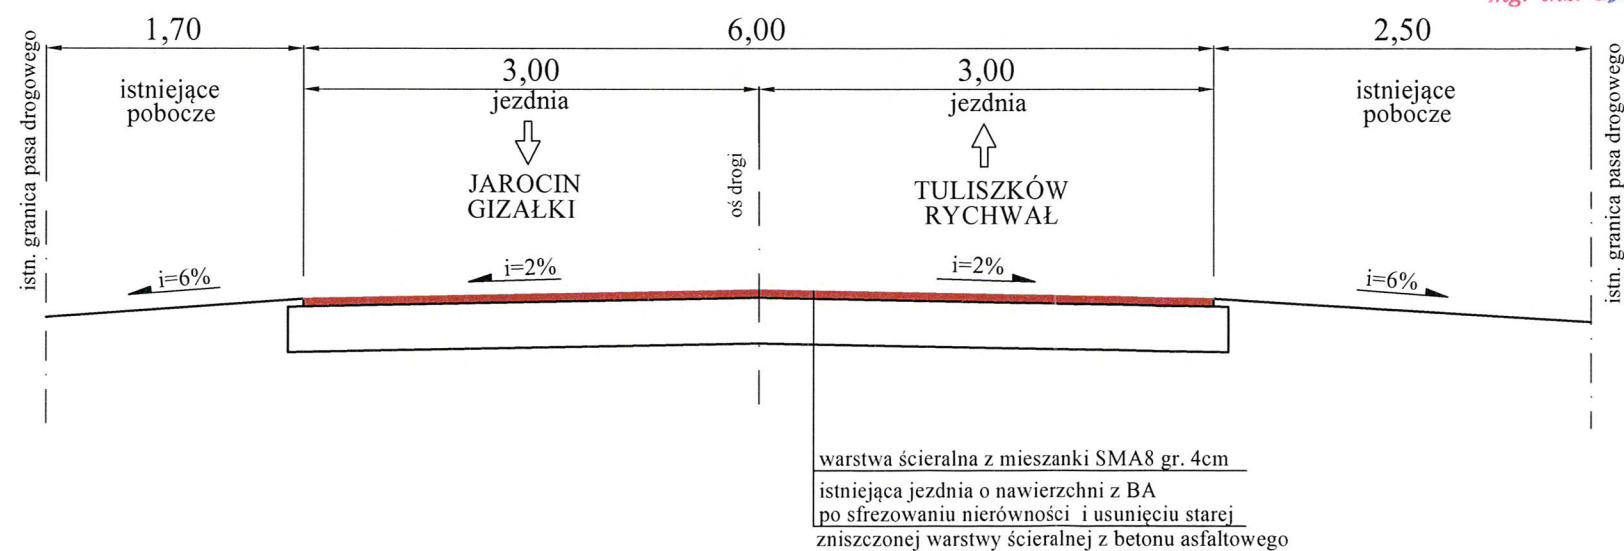 1,70
6,00
2,50
3,00
3,00
istniejące
pobocze
jezdnia
jezdnia
istniejące
pobocze
istn. granica pasa drogowego
JAROCIN
GIZAŁKI
oś drogi
TULISZKÓW
RYCHWAŁ
istn. granica pasa drogowego
i=6%
i=2%
i=2%
i=6%
warstwa ścieralna z mieszanki SMA8 gr. 4cm
istniejąca jezdnia o nawierzchni z BA
po sfrezowaniu nierówności i usunięciu starej
zniszczonej warstwy ścieralnej z betonu asfaltowego